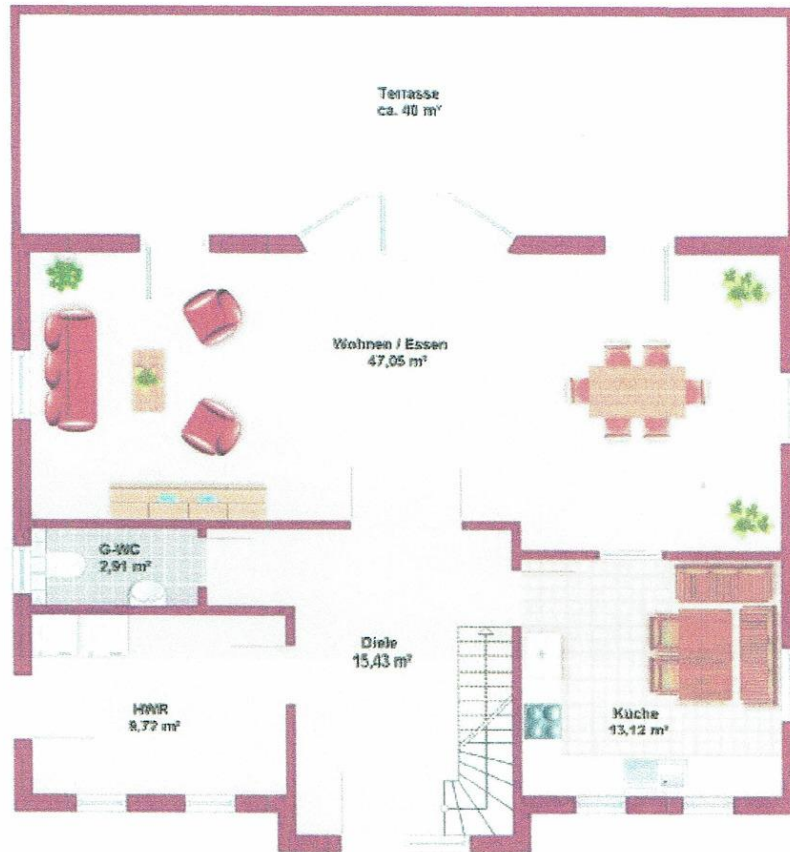 Terrasse
ca. 40 m²
Wohnen / Essen
47,05 m²
G-WC
2,91 m²
Diele
15,43 m²
HWR
9,77 m²
Küche
13,12 m²